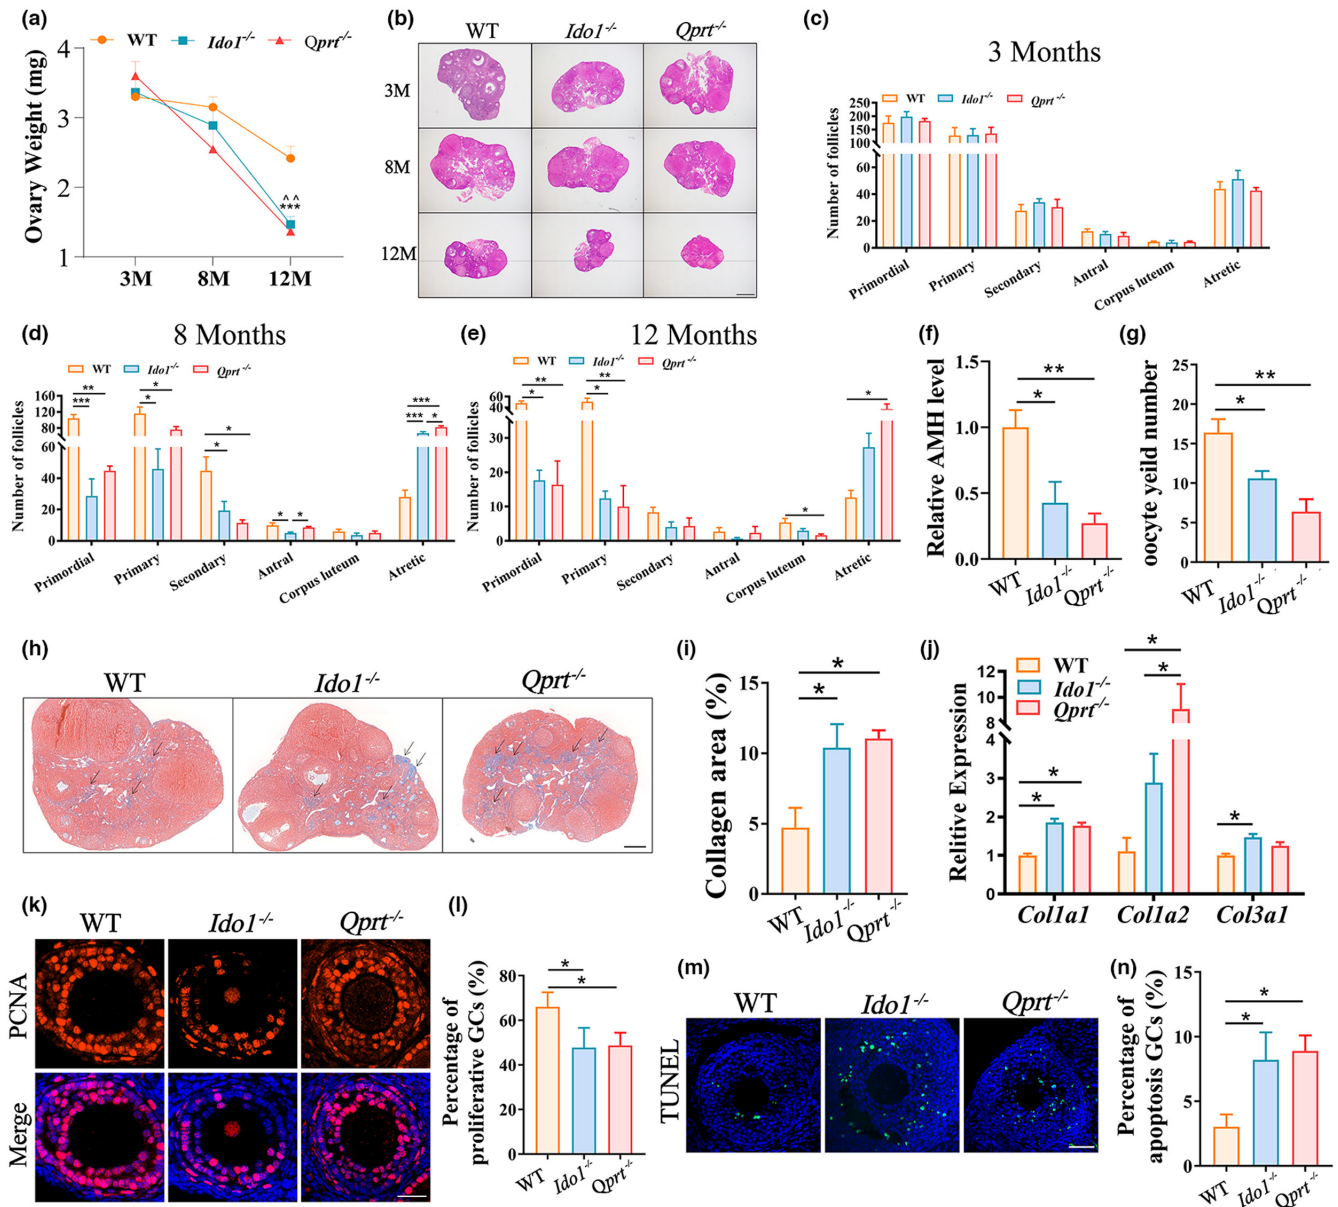 (a)
WT Ido1-/- Qprt-/-
Ovary Weight (mg)
4
3
2
1
^^
***
3M 8M 12M
(b)
WT Ido1-/- Qprt-/-
3M
8M
12M
(c)
3 Months
WT Ido1-/- Qprt-/-
Number of follicles
250
200
150
100
60
40
20
0
Primordial Primary Secondary Antral Corpus luteum Atretic
(d)
8 Months
WT Ido1-/- Qprt-/-
Number of follicles
160
120
80
60
40
20
0
** *** * * * * * * *** *** *
Primordial Primary Secondary Antral Corpus luteum Atretic
(e)
12 Months
WT Ido1-/- Qprt-/-
Number of follicles
60
40
30
20
10
0
** * ** * * *
Primordial Primary Secondary Antral Corpus luteum Atretic
(f)
Relative AMH level
1.5
1.0
0.5
0.0
**
*
WT Ido1-/- Qprt-/-
(g)
oocyte yeild number
25
20
15
10
5
0
**
*
WT Ido1-/- Qprt-/-
(h)
WT Ido1-/- Qprt-/-
(i)
Collagen area (%)
15
10
5
0
*
*
WT Ido1-/- Qprt-/-
(j)
WT
Ido1-/-
Qprt-/-
Relitive Expression
12
10
8
4
3
2
1
0
* * * * *
Col1a1 Col1a2 Col3a1
(k)
WT Ido1-/- Qprt-/-
PCNA
Merge
(l)
Percentage of
proliferative GCs (%)
80
60
40
20
0
*
*
WT Ido1-/- Qprt-/-
(m)
WT Ido1-/- Qprt-/-
TUNEL
(n)
Percentage of
apoptosis GCs (%)
15
10
5
0
*
*
WT Ido1-/- Qprt-/-